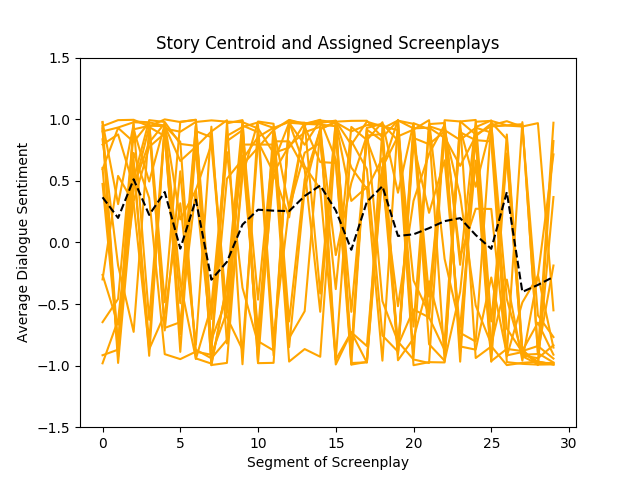 Story Centroid and Assigned Screenplays
1.5
1.0
0.5
0.0
−0.5
−1.0
−1.5
Average Dialogue Sentiment
0 5 10 15 20 25 30
Segment of Screenplay